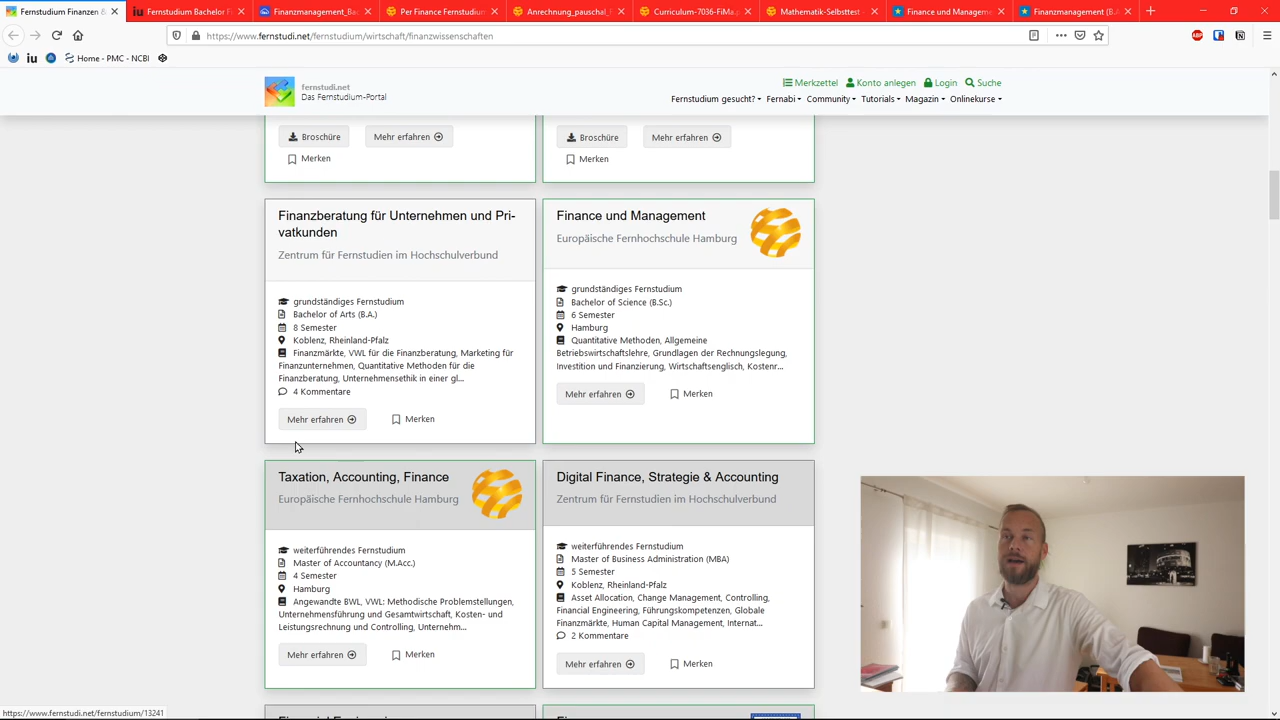 Fernstudium Finanzen &
Fernstudium Bachelor F
Finanzmanagement_Bac
Per Finance Fernstudium
Anrechnung_pauschal_F
Curriculum-7036-FiMa.p
Mathematik-Selbsttest -
Finance und Manageme
Finanzmanagement (B.A
https://www.fernstudi.net/fernstudium/wirtschaft/finanzwissenschaften
iu
Home - PMC - NCBI
fernstudi.net
Das Fernstudium-Portal
Merkzettel Konto anlegen Login Suche
Fernstudium gesucht? Fernabi Community Tutorials Magazin Onlinekurse
Broschüre Mehr erfahren
Merken
Broschüre Mehr erfahren
Merken
Finanzberatung für Unternehmen und Pri-
vatkunden
Zentrum für Fernstudien im Hochschulverbund
grundständiges Fernstudium
Bachelor of Arts (B.A.)
8 Semester
Koblenz, Rheinland-Pfalz
Finanzmärkte, VWL für die Finanzberatung, Marketing für
Finanzunternehmen, Quantitative Methoden für die
Finanzberatung, Unternehmensethik in einer gl...
4 Kommentare
Mehr erfahren Merken
Finance und Management
Europäische Fernhochschule Hamburg
grundständiges Fernstudium
Bachelor of Science (B.Sc.)
6 Semester
Hamburg
Quantitative Methoden, Allgemeine
Betriebswirtschaftslehre, Grundlagen der Rechnungslegung,
Investition und Finanzierung, Wirtschaftsenglisch, Kostenr...
Mehr erfahren Merken
Taxation, Accounting, Finance
Europäische Fernhochschule Hamburg
weiterführendes Fernstudium
Master of Accountancy (M.Acc.)
4 Semester
Hamburg
Angewandte BWL, VWL: Methodische Problemstellungen,
Unternehmensführung und Gesamtwirtschaft, Kosten- und
Leistungsrechnung und Controlling, Unternehm...
Mehr erfahren Merken
Digital Finance, Strategie & Accounting
Zentrum für Fernstudien im Hochschulverbund
weiterführendes Fernstudium
Master of Business Administration (MBA)
5 Semester
Koblenz, Rheinland-Pfalz
Asset Allocation, Change Management, Controlling,
Financial Engineering, Führungskompetenzen, Globale
Finanzmärkte, Human Capital Management, Internat...
2 Kommentare
Mehr erfahren Merken
https://www.fernstudi.net/fernstudium/13241